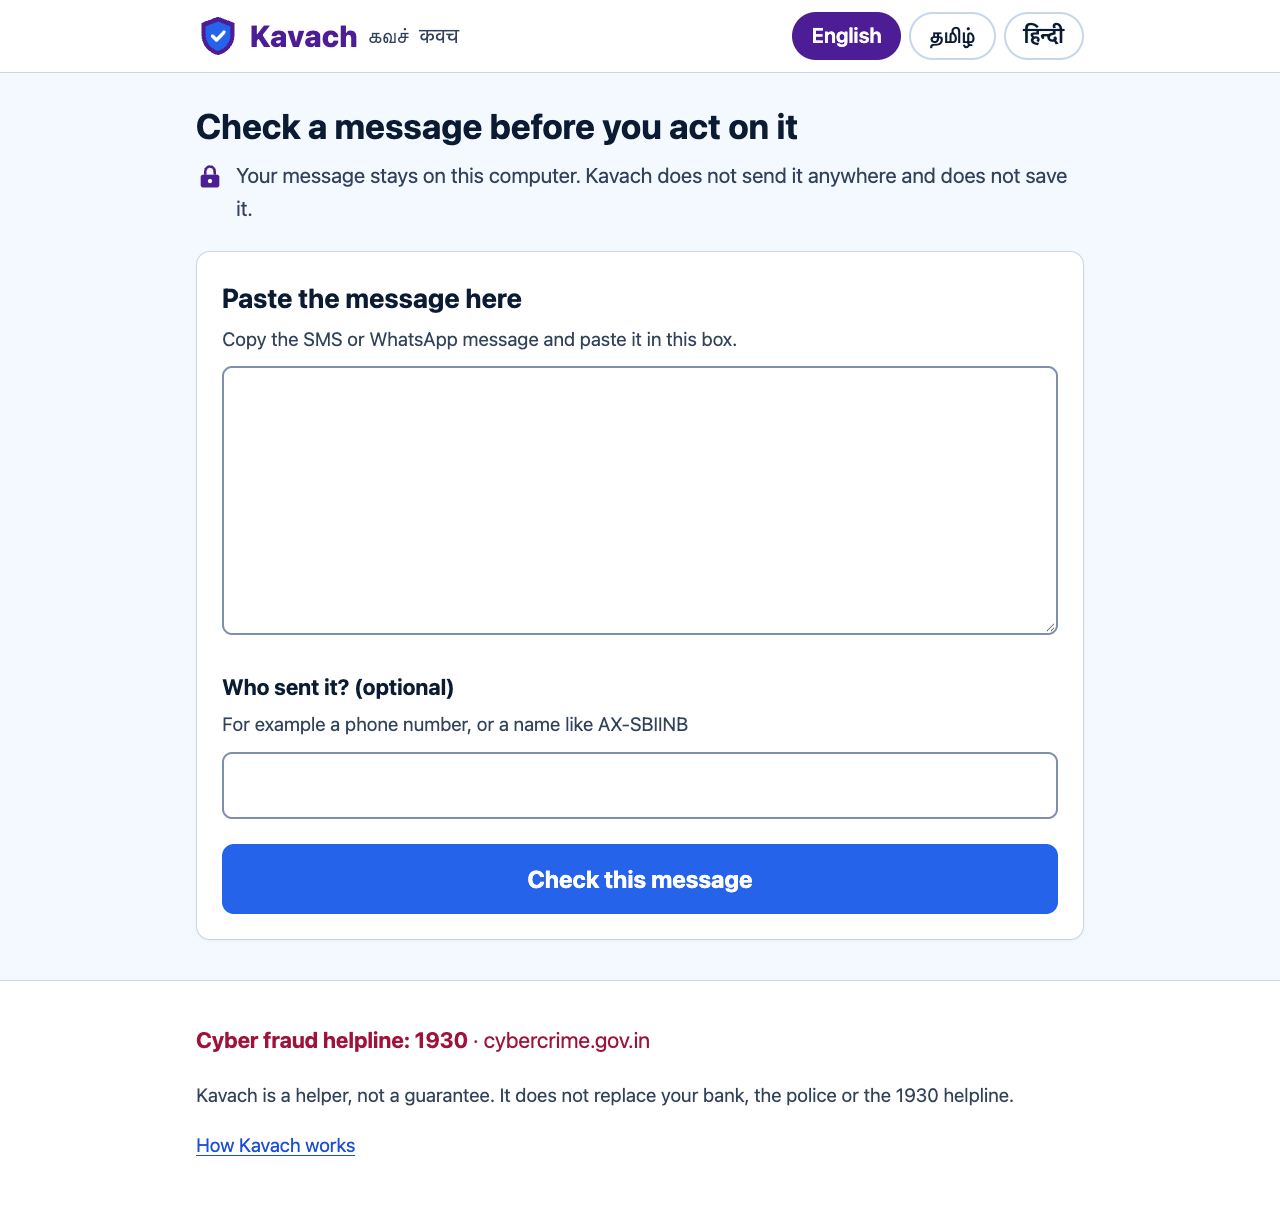 Kavach கவச் कवच
English தமிழ் हिन्दी
Check a message before you act on it
Your message stays on this computer. Kavach does not send it anywhere and does not save
it.
Paste the message here
Copy the SMS or WhatsApp message and paste it in this box.
Who sent it? (optional)
For example a phone number, or a name like AX-SBIINB
Check this message
Cyber fraud helpline: 1930 · cybercrime.gov.in
Kavach is a helper, not a guarantee. It does not replace your bank, the police or the 1930 helpline.
How Kavach works